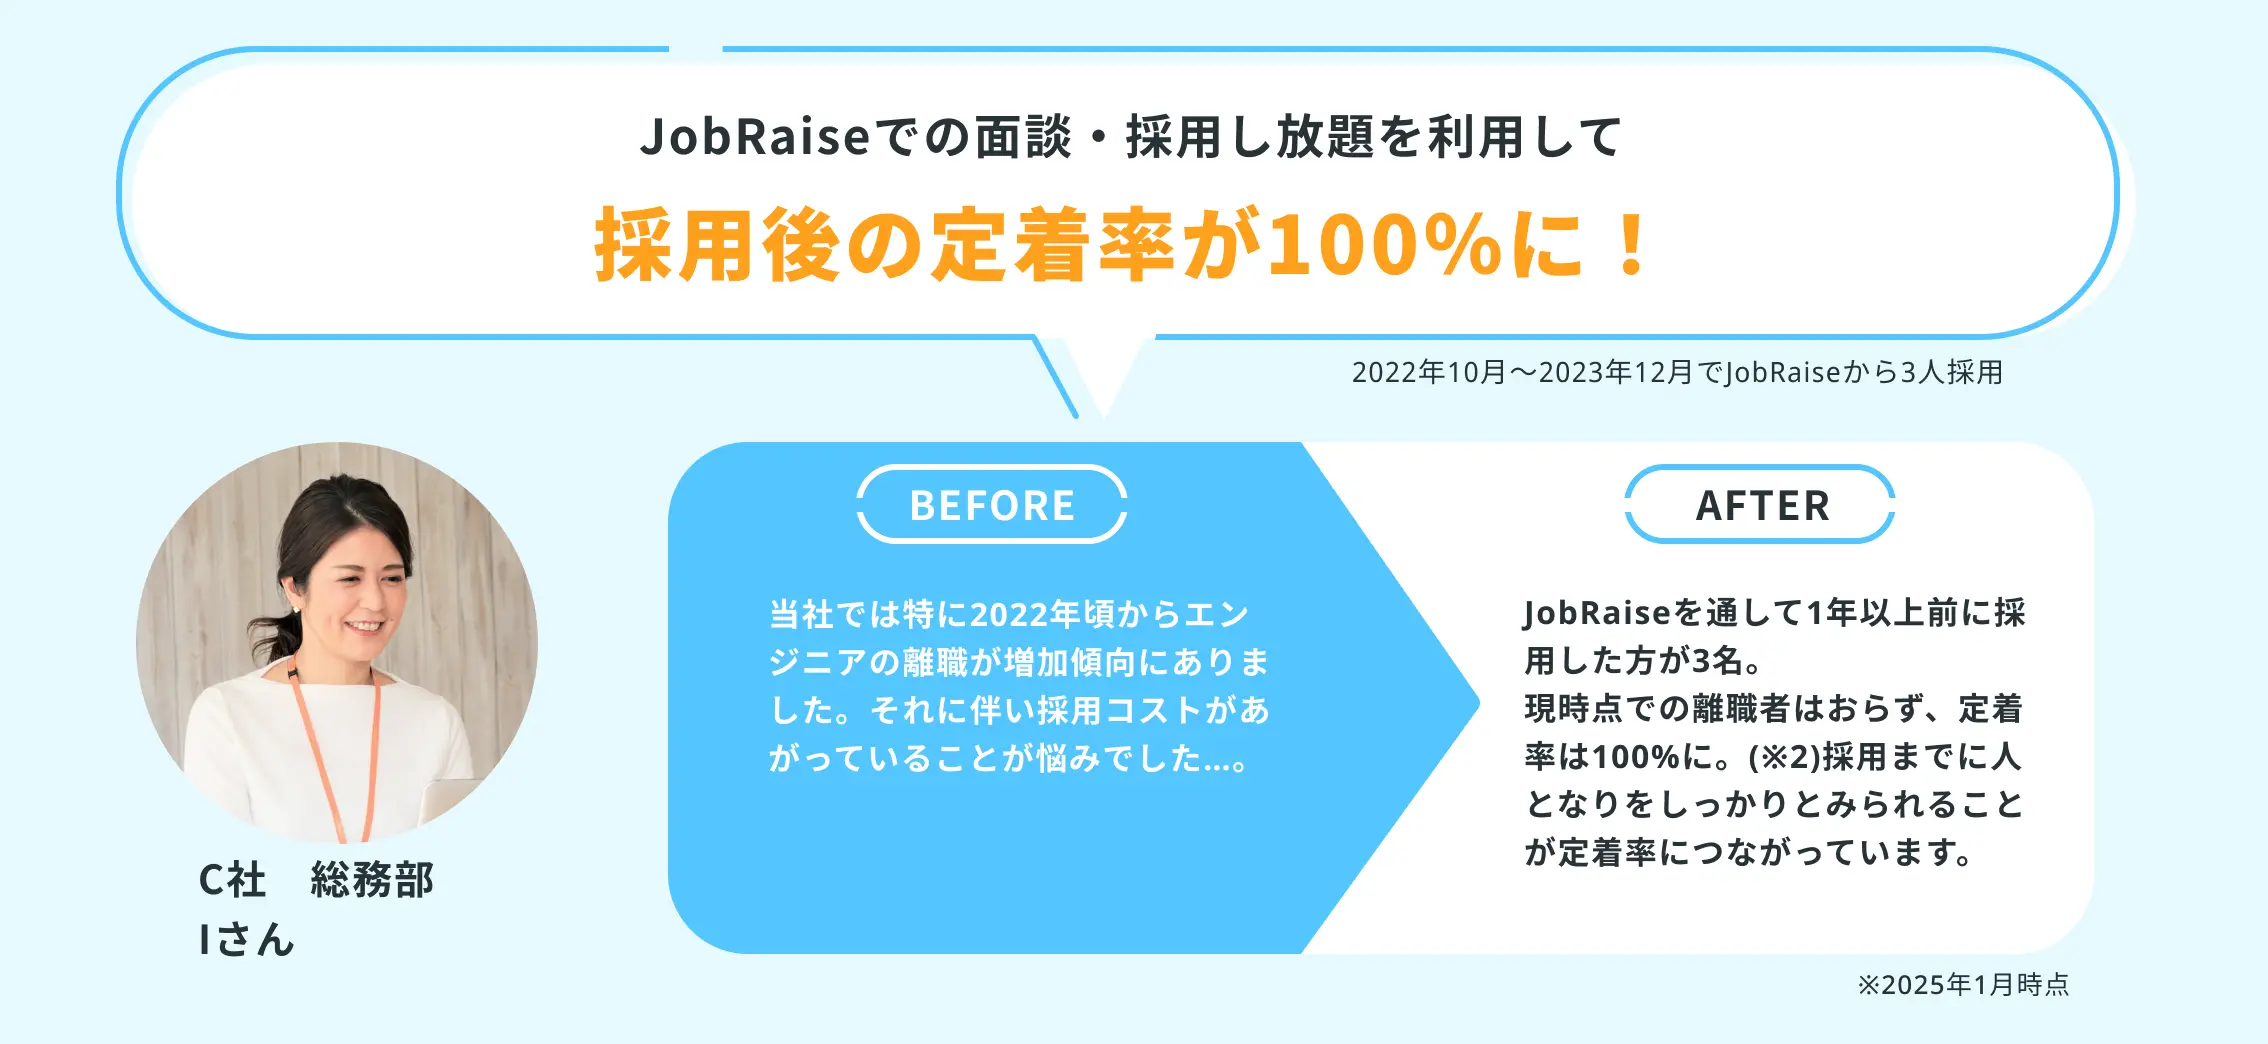 JobRaiseでの面談・採用し放題を利用して
採用後の定着率が100%に！
2022年10月～2023年12月でJobRaiseから3人採用
C社　総務部
Iさん
BEFORE
当社では特に2022年頃からエン
ジニアの離職が増加傾向にありま
した。それに伴い採用コストがあ
がっていることが悩みでした…。
AFTER
JobRaiseを通して1年以上前に採
用した方が3名。
現時点での離職者はおらず、定着
率は100%に。(※2)採用までに人
となりをしっかりとみられること
が定着率につながっています。
※2025年1月時点